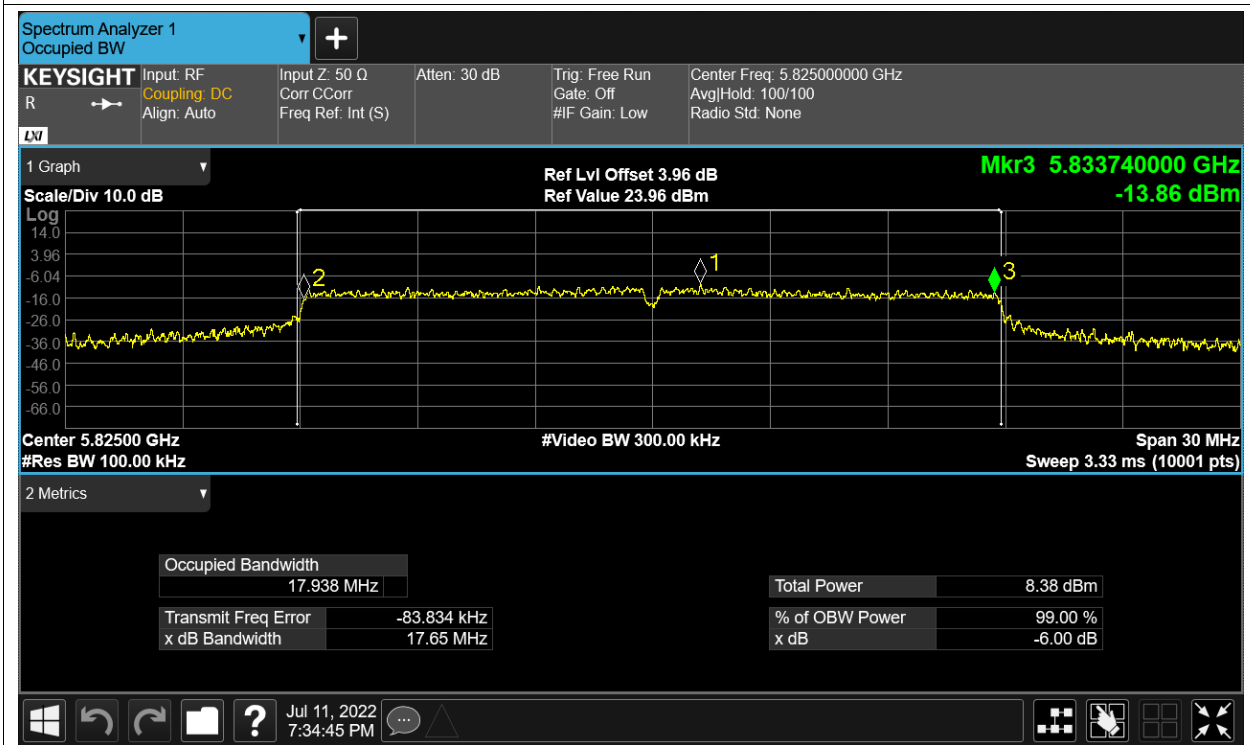 Spectrum Analyzer 1
Occupied BW
KEYSIGHT
R
LXI
Input: RF
Coupling: DC
Align: Auto
Input Z: 50 Ω
Corr CCorr
Freq Ref: Int (S)
Atten: 30 dB
Trig: Free Run
Gate: Off
#IF Gain: Low
Center Freq: 5.825000000 GHz
Avg|Hold: 100/100
Radio Std: None
1 Graph
Scale/Div 10.0 dB
Ref Lvl Offset 3.96 dB
Ref Value 23.96 dBm
Mkr3 5.833740000 GHz
-13.86 dBm
Log
14.0
3.96
-6.04
-16.0
-26.0
-36.0
-46.0
-56.0
-66.0
2
1
3
Center 5.82500 GHz
#Res BW 100.00 kHz
#Video BW 300.00 kHz
Span 30 MHz
Sweep 3.33 ms (10001 pts)
2 Metrics
Occupied Bandwidth
17.938 MHz
Transmit Freq Error -83.834 kHz
x dB Bandwidth 17.65 MHz
Total Power 8.38 dBm
% of OBW Power 99.00 %
x dB -6.00 dB
?
Jul 11, 2022
7:34:45 PM